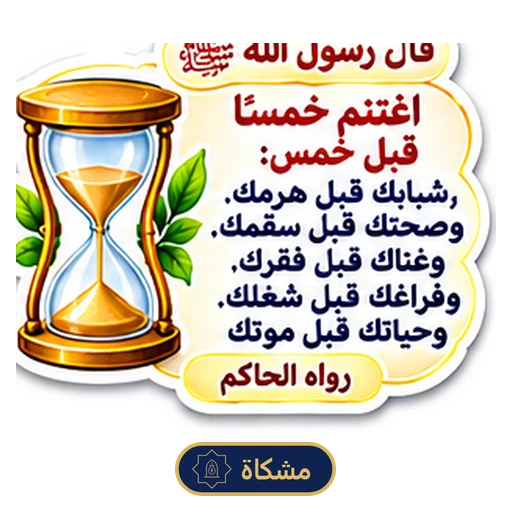 قال رسول الله ﷺ
اغتنم خمسًا
قبل خمس:
شبابك قبل هرمك,
وصحتك قبل سقمك,
وغناك قبل فقرك,
وفراغك قبل شغلك,
وحياتك قبل موتك
رواه الحاكم
مشكاة